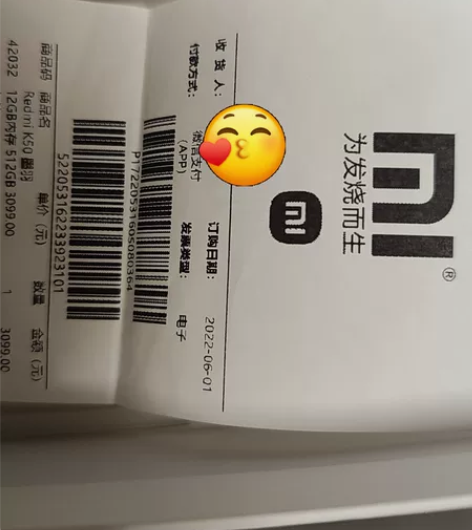 MI®
为发烧而生
MI
收货人： 订购日期： 2022-06-01
付款方式： 微信支付 发票类型： 电子
(APP)
P17220531605080364
522053162233923101
商品码 商品名 单价（元） 数量 金额（元）
Redmi K50 墨羽
42032 12GB内存 512GB 3099.00 1 3099.00